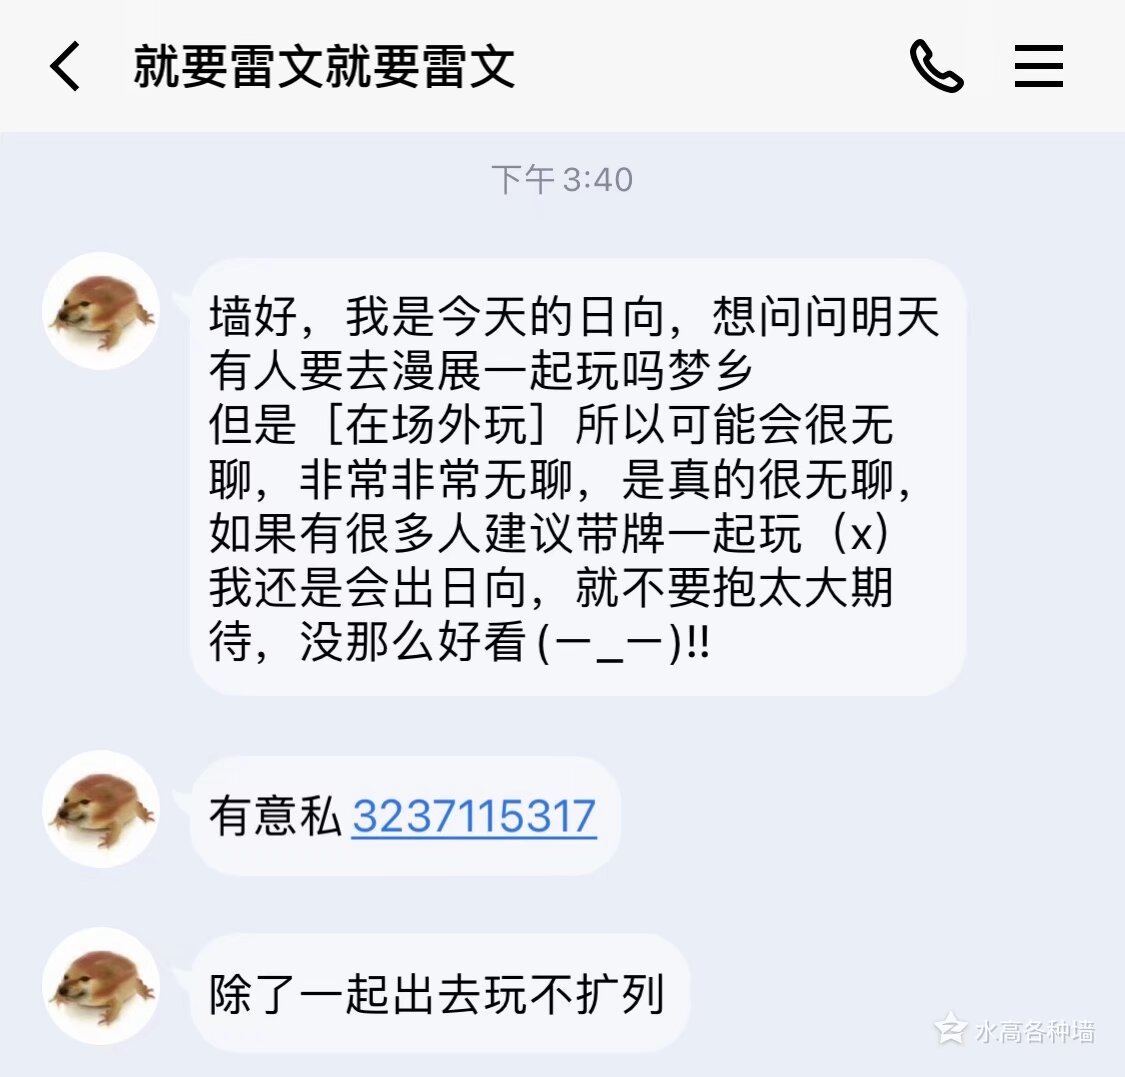 就要雷文就要雷文
下午 3:40
墙好，我是今天的日向，想问问明天
有人要去漫展一起玩吗梦乡
但是［在场外玩］所以可能会很无
聊，非常非常无聊，是真的很无聊，
如果有很多人建议带牌一起玩（x）
我还是会出日向，就不要抱太大期
待，没那么好看(ー_ー)!!
有意私 3237115317
除了一起出去玩不扩列
水高各种墙